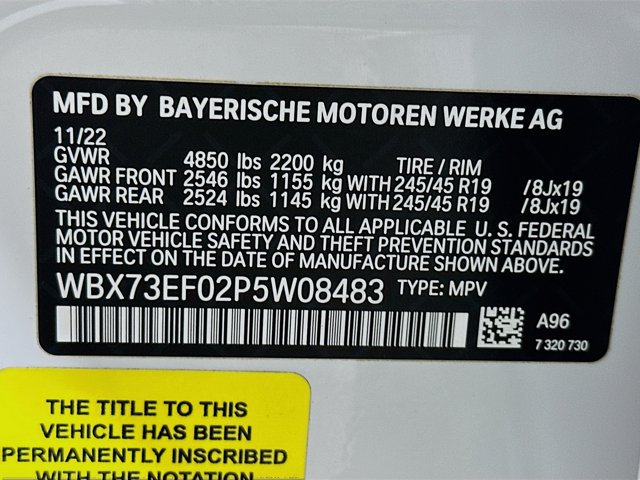 MFD BY BAYERISCHE MOTOREN WERKE AG
11/22
GVWR 4850 lbs 2200 kg TIRE / RIM
GAWR FRONT 2546 lbs 1155 kg WITH 245/45 R19 /8Jx19
GAWR REAR 2524 lbs 1145 kg WITH 245/45 R19 /8Jx19
THIS VEHICLE CONFORMS TO ALL APPLICABLE U. S. FEDERAL
MOTOR VEHICLE SAFETY AND THEFT PREVENTION STANDARDS
IN EFFECT ON THE DATE OF MANUFACTURE SHOWN ABOVE.
WBX73EF02P5W08483 TYPE: MPV
A96
7 320 730
THE TITLE TO THIS
VEHICLE HAS BEEN
PERMANENTLY INSCRIBED
WITH THE NOTATION